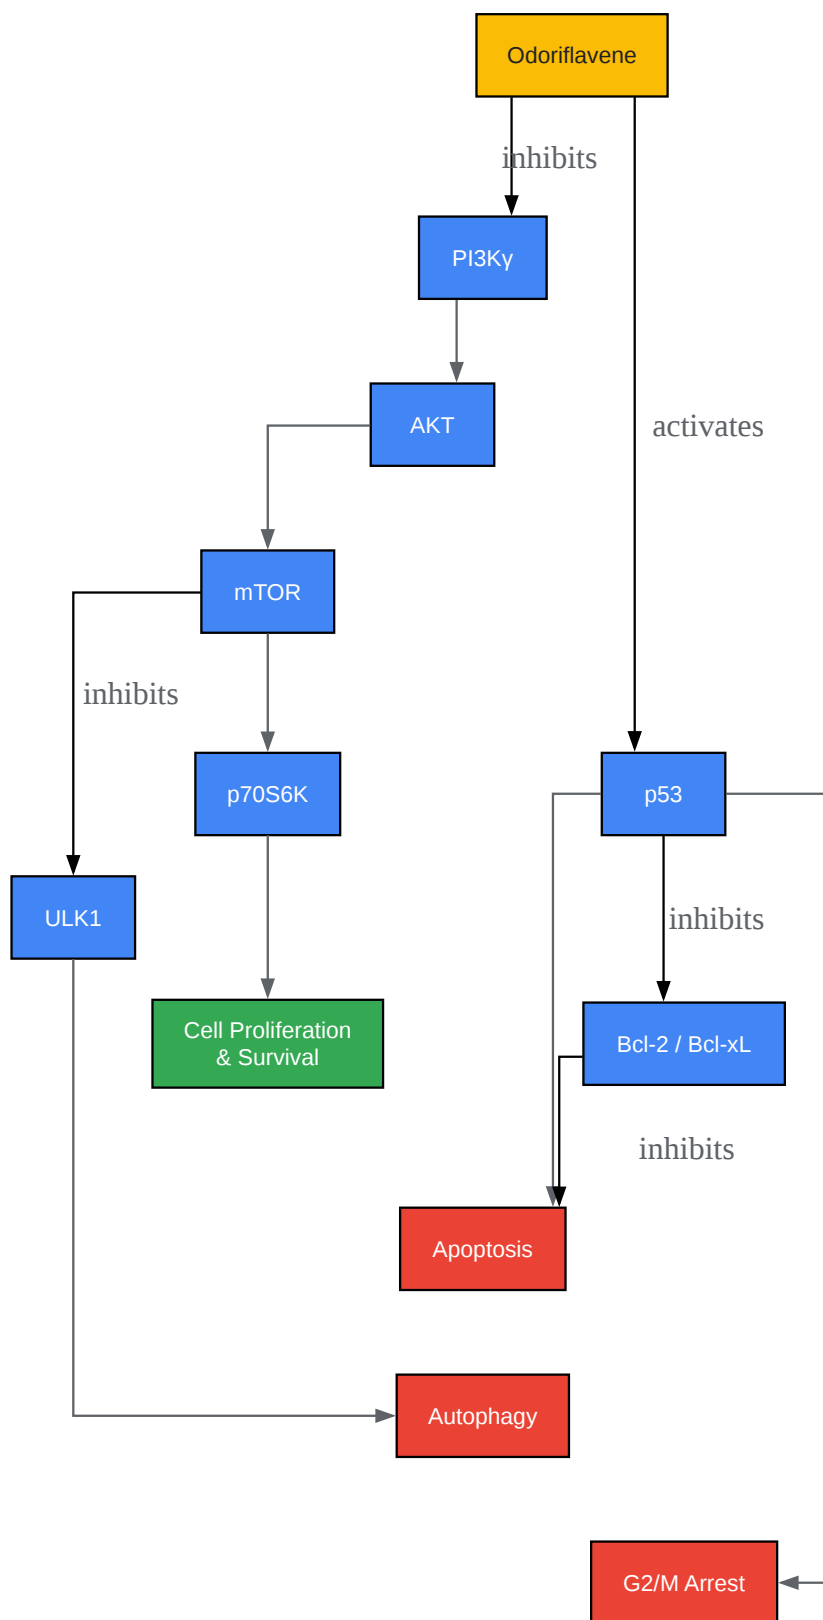 Odoriflavene
inhibits
PI3Kγ
AKT
activates
mTOR
inhibits
p70S6K
p53
ULK1
inhibits
Cell Proliferation
& Survival
Bcl-2 / Bcl-xL
inhibits
Apoptosis
Autophagy
G2/M Arrest